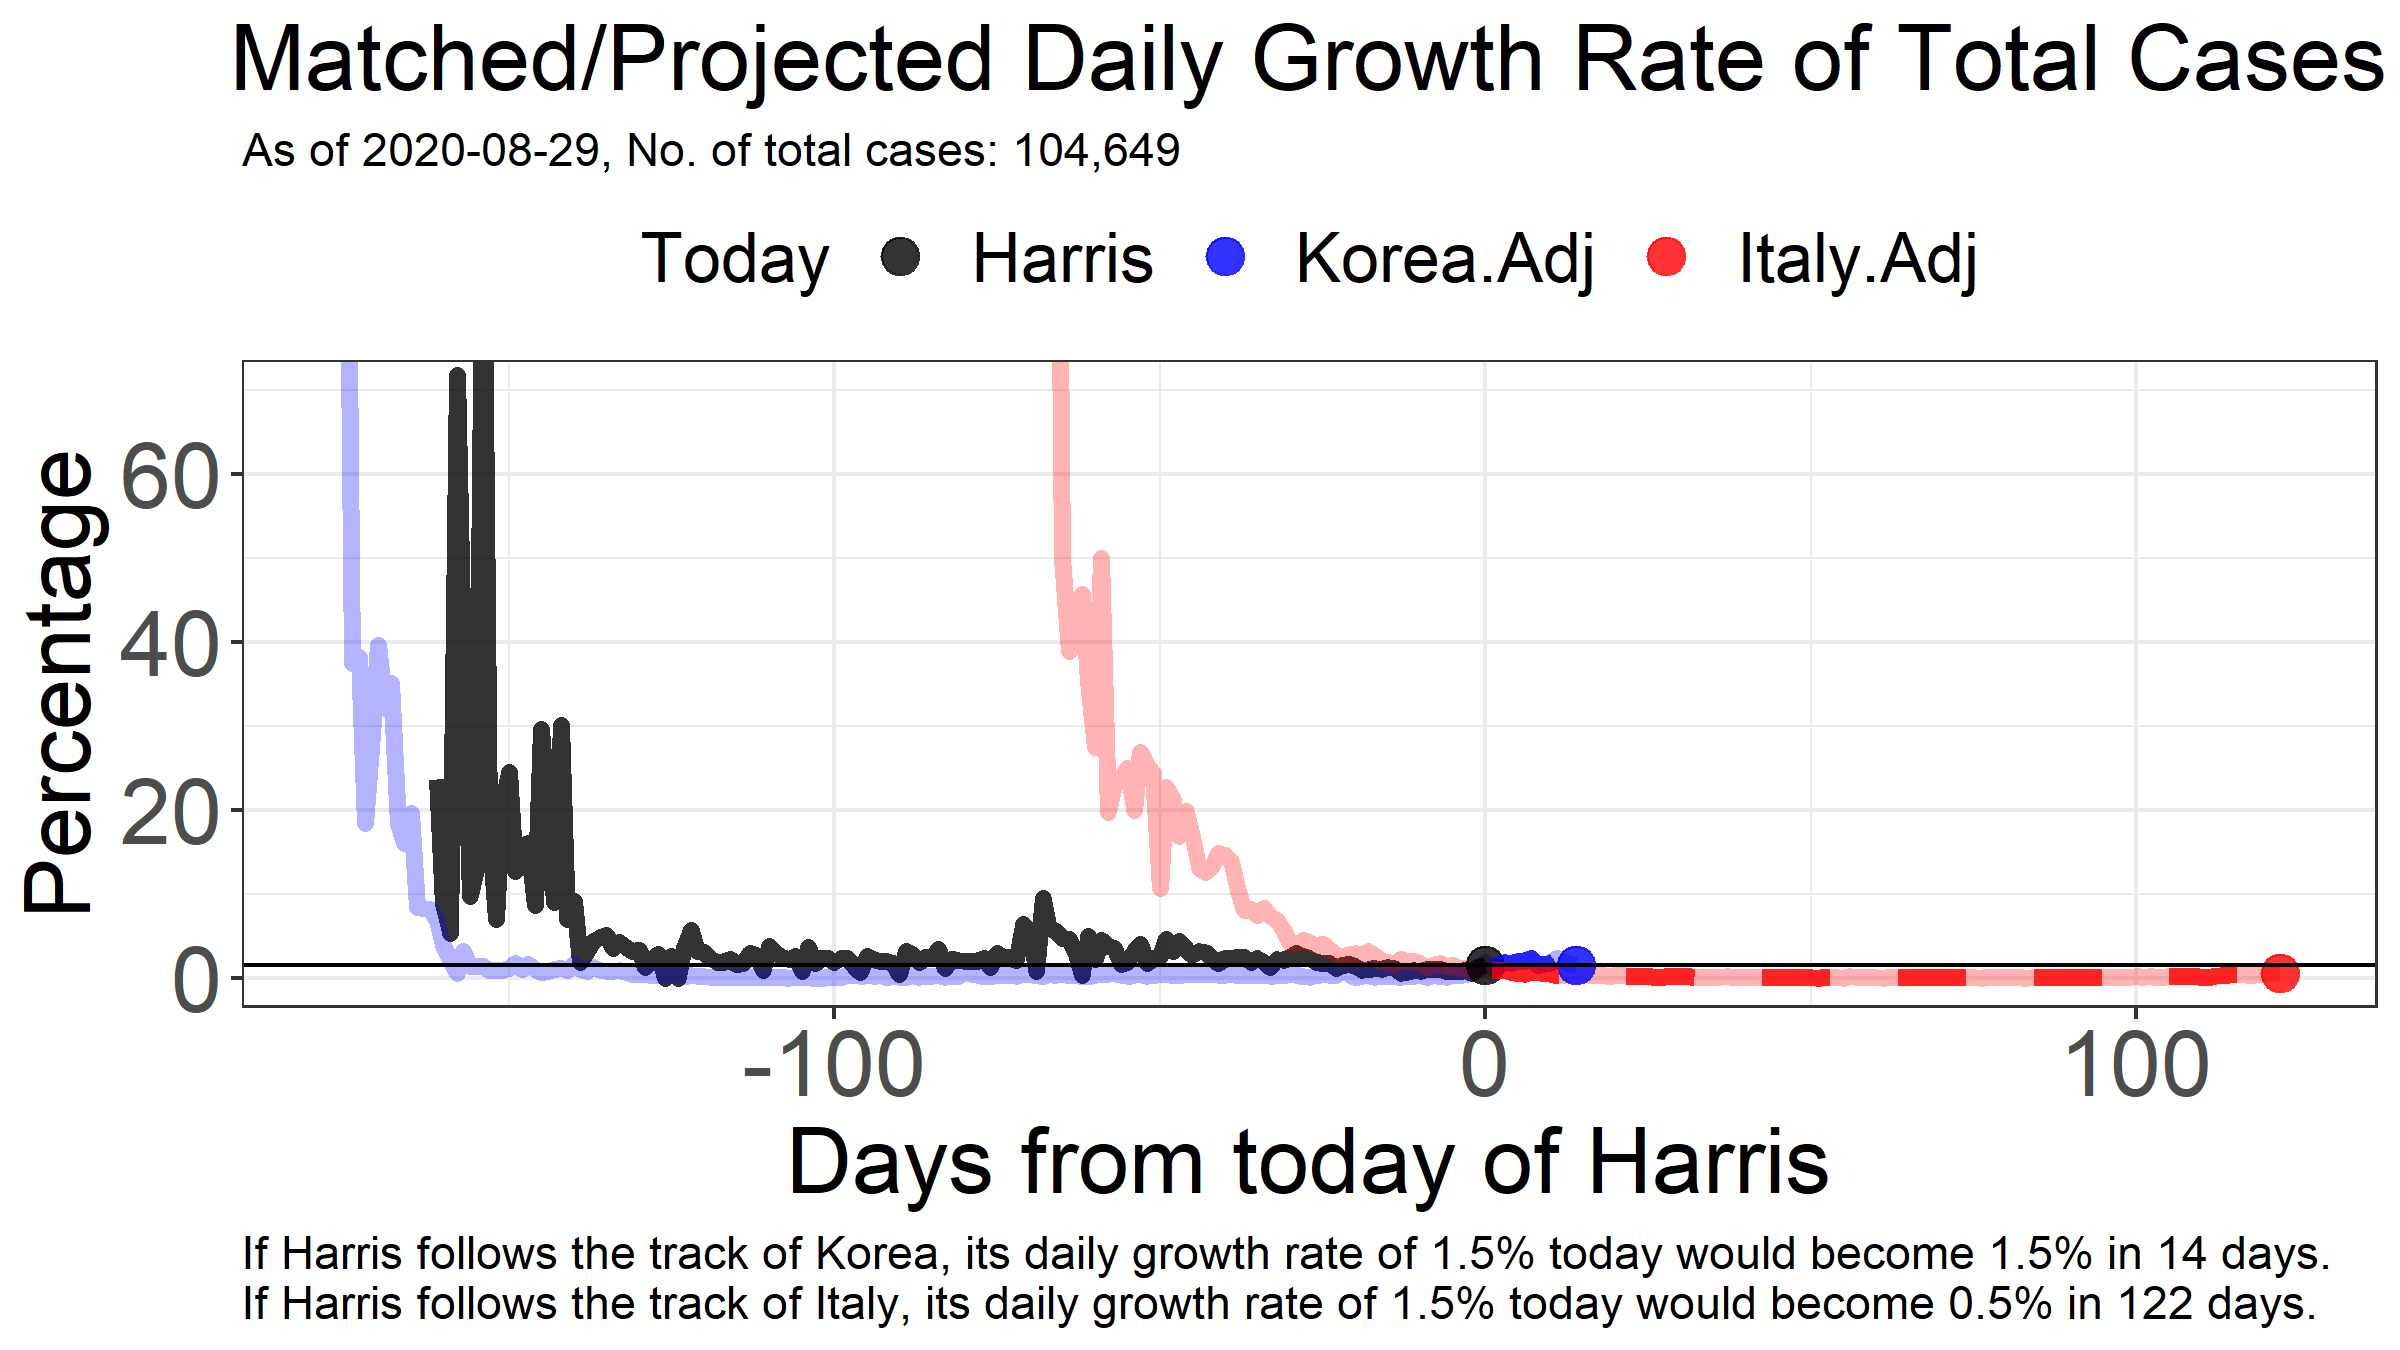 Matched/Projected Daily Growth Rate of Total Cases
As of 2020-08-29, No. of total cases: 104,649
Today Harris Korea.Adj Italy.Adj
Percentage
60
40
20
0
-100 0 100
Days from today of Harris
If Harris follows the track of Korea, its daily growth rate of 1.5% today would become 1.5% in 14 days.
If Harris follows the track of Italy, its daily growth rate of 1.5% today would become 0.5% in 122 days.